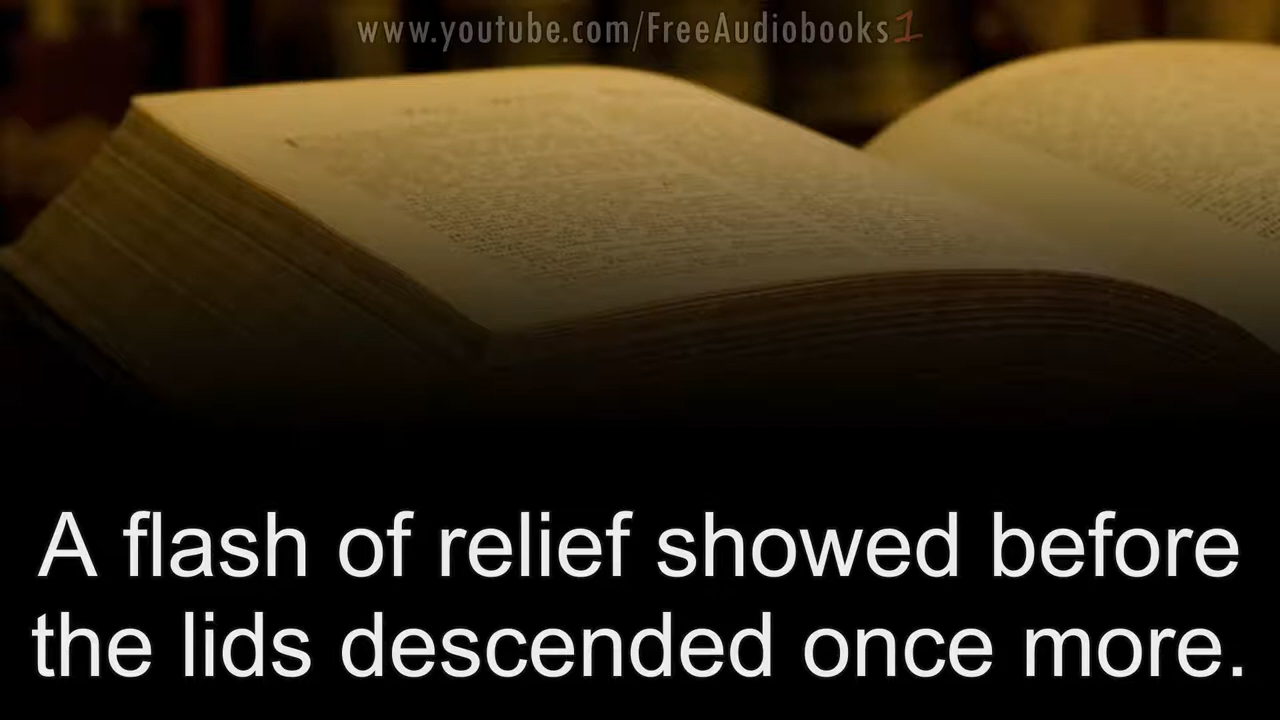 www.youtube.com/FreeAudiobooks1
A flash of relief showed before
the lids descended once more.